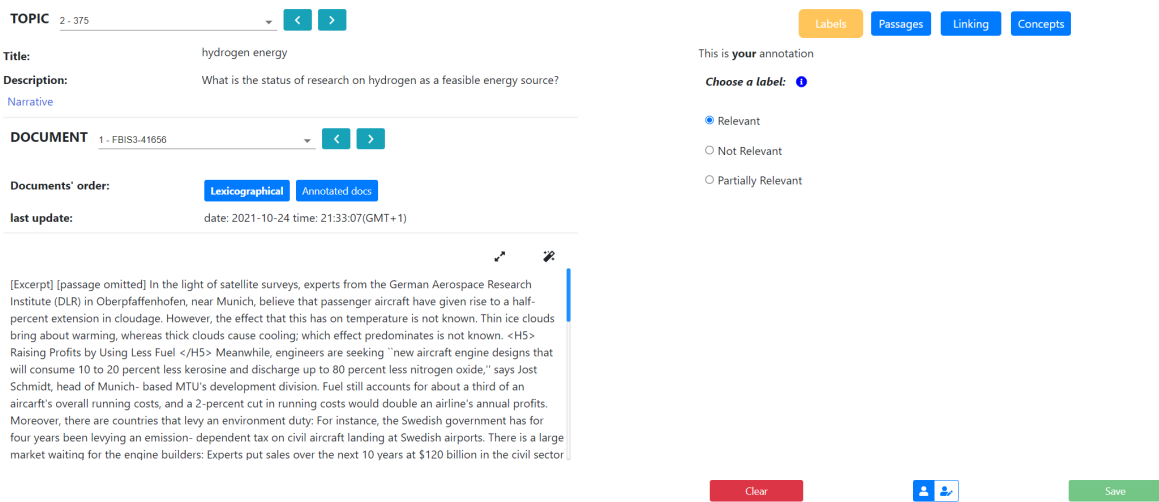 TOPIC 2 - 375
Title: hydrogen energy
Description: What is the status of research on hydrogen as a feasible energy source?
Narrative
DOCUMENT 1 - FBIS3-41656
Documents' order: Lexicographical Annotated docs
last update: date: 2021-10-24 time: 21:33:07(GMT+1)
[Excerpt] [passage omitted] In the light of satellite surveys, experts from the German Aerospace Research
Institute (DLR) in Oberpfaffenhofen, near Munich, believe that passenger aircraft have given rise to a half-
percent extension in cloudage. However, the effect that this has on temperature is not known. Thin ice clouds
bring about warming, whereas thick clouds cause cooling; which effect predominates is not known. <H5>
Raising Profits by Using Less Fuel </H5> Meanwhile, engineers are seeking ``new aircraft engine designs that
will consume 10 to 20 percent less kerosine and discharge up to 80 percent less nitrogen oxide,'' says Jost
Schmidt, head of Munich- based MTU's development division. Fuel still accounts for about a third of an
aircarft's overall running costs, and a 2-percent cut in running costs would double an airline's annual profits.
Moreover, there are countries that levy an environment duty: For instance, the Swedish government has for
four years been levying an emission- dependent tax on civil aircraft landing at Swedish airports. There is a large
market waiting for the engine builders: Experts put sales over the next 10 years at $120 billion in the civil sector
Labels Passages Linking Concepts
This is your annotation
Choose a label:
Relevant
Not Relevant
Partially Relevant
Clear
Save